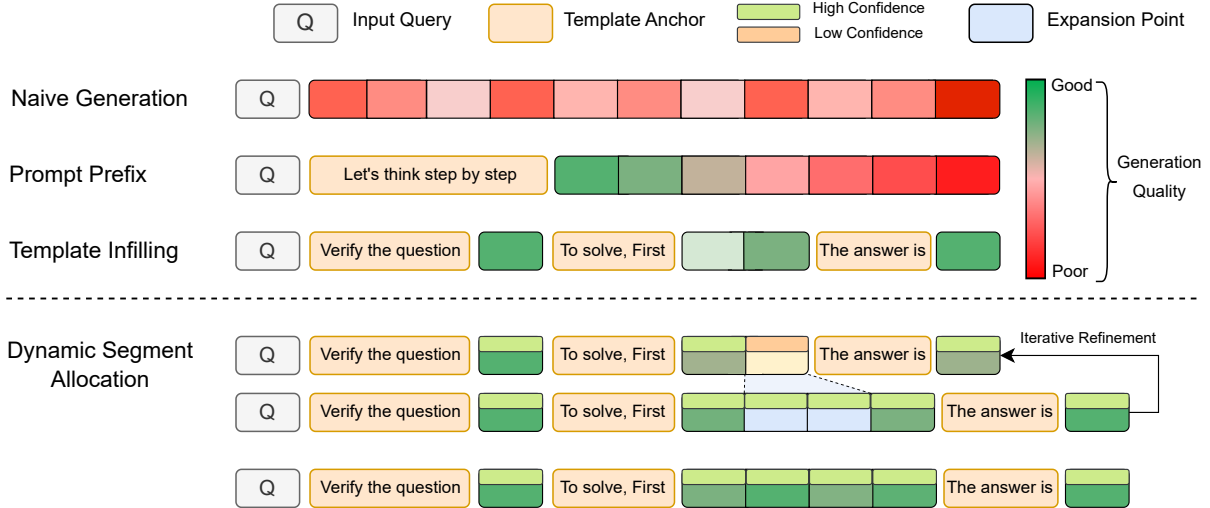 Q
Input Query
Template Anchor
High Confidence
Low Confidence
Expansion Point
Naive Generation
Q
Good
Prompt Prefix
Q
Let's think step by step
Generation
Quality
Template Infilling
Q
Verify the question
To solve, First
The answer is
Poor
Dynamic Segment
Allocation
Q
Verify the question
To solve, First
The answer is
Iterative Refinement
Q
Verify the question
To solve, First
The answer is
Q
Verify the question
To solve, First
The answer is